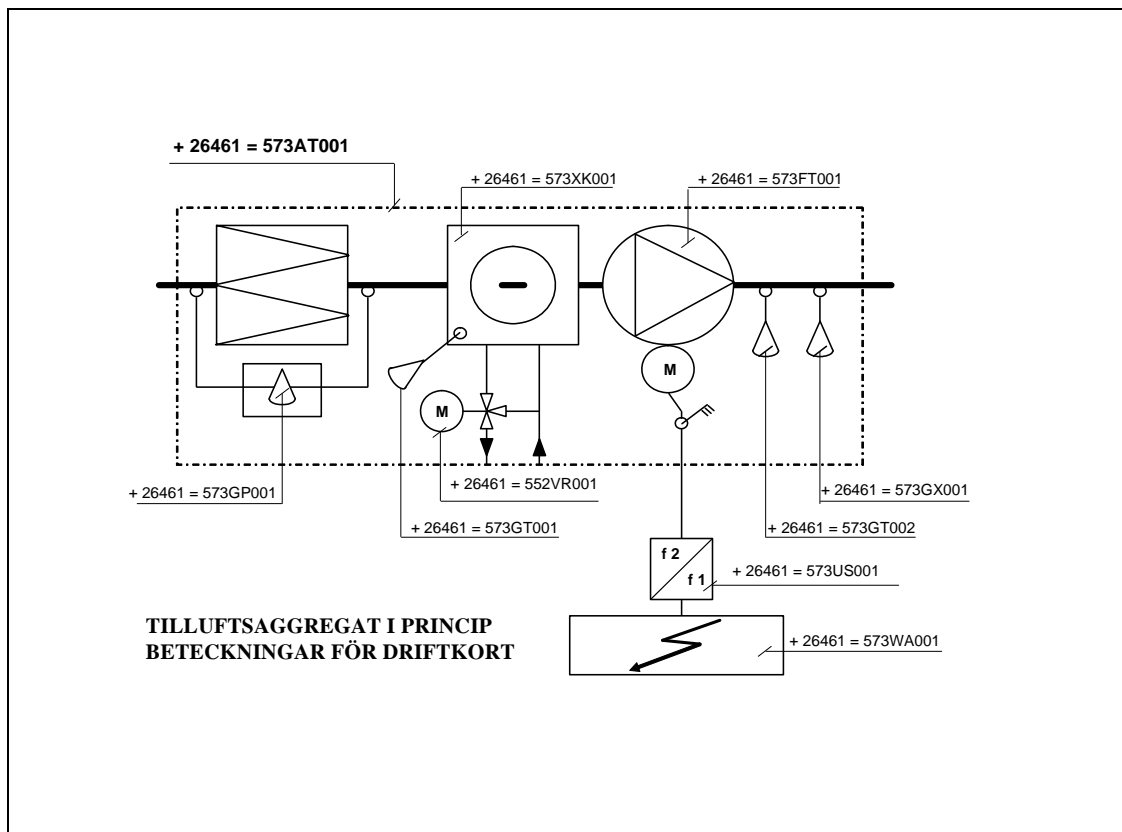 + 26461 = 573AT001
+ 26461 = 573XK001
+ 26461 = 573FT001
M
M
+ 26461 = 573GP001
+ 26461 = 552VR001
+ 26461 = 573GX001
+ 26461 = 573GT001
+ 26461 = 573GT002
f 2
f 1
+ 26461 = 573US001
TILLUFTSAGGREGAT I PRINCIP
BETECKNINGAR FÖR DRIFTKORT
+ 26461 = 573WA001